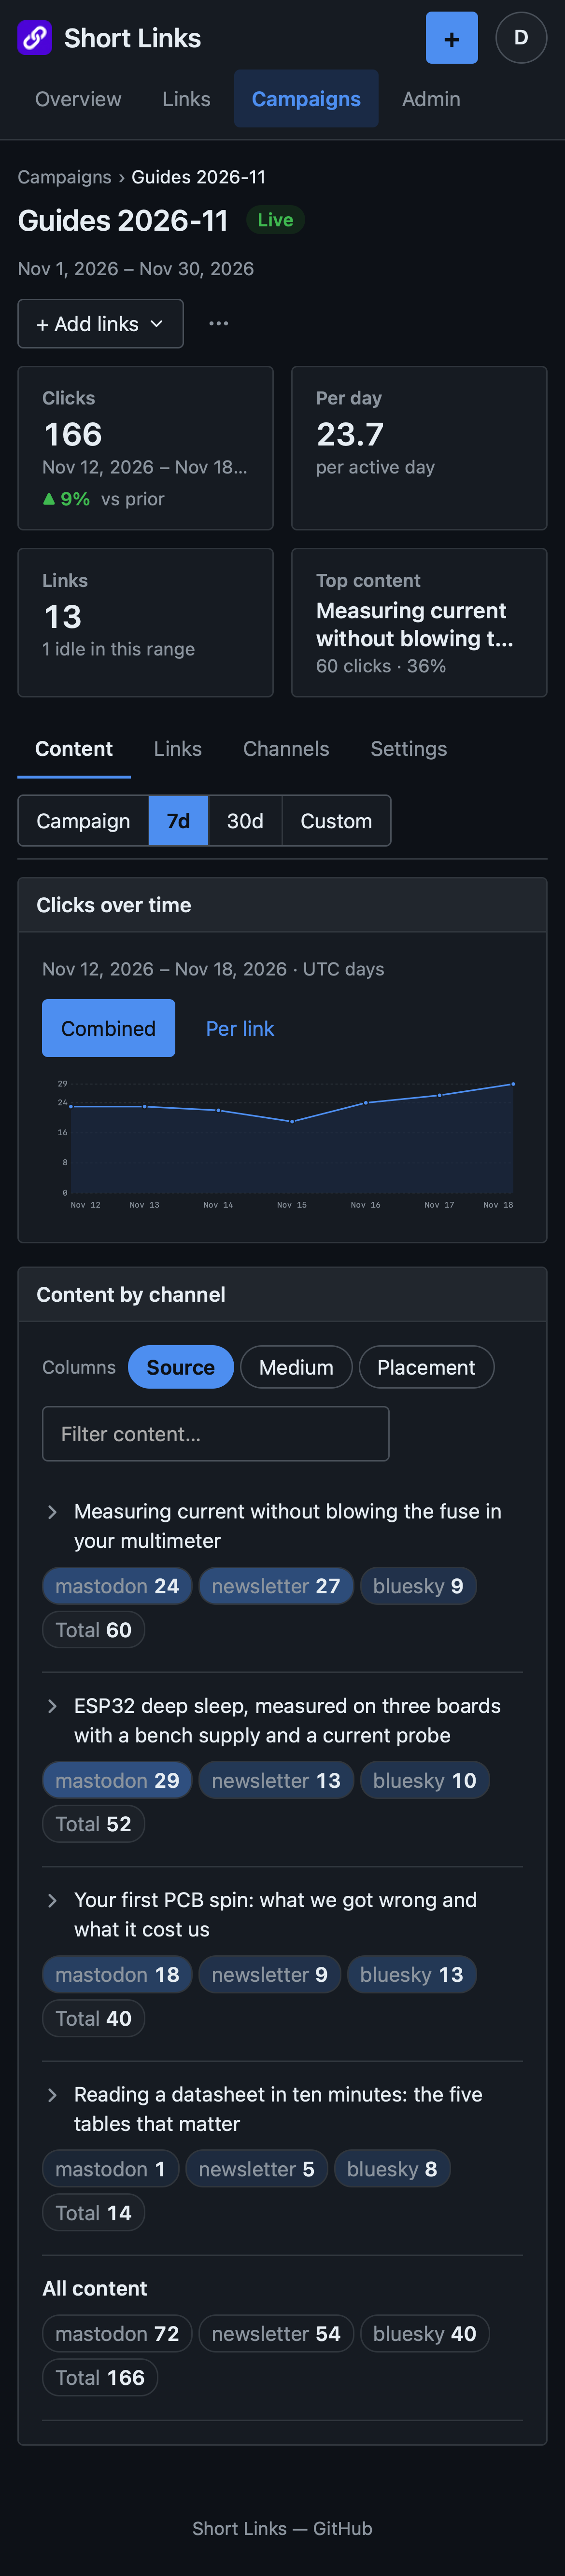 Short Links
+
D
Overview Links Campaigns Admin
Campaigns › Guides 2026-11
Guides 2026-11 Live
Nov 1, 2026 – Nov 30, 2026
+ Add links
Clicks
166
Nov 12, 2026 – Nov 18...
▲ 9% vs prior
Per day
23.7
per active day
Links
13
1 idle in this range
Top content
Measuring current
without blowing t...
60 clicks · 36%
Content Links Channels Settings
Campaign 7d 30d Custom
Clicks over time
Nov 12, 2026 – Nov 18, 2026 · UTC days
Combined Per link
29
24
16
8
0
Nov 12 Nov 13 Nov 14 Nov 15 Nov 16 Nov 17 Nov 18
Content by channel
Columns Source Medium Placement
Filter content...
Measuring current without blowing the fuse in
your multimeter
mastodon 24 newsletter 27 bluesky 9
Total 60
ESP32 deep sleep, measured on three boards
with a bench supply and a current probe
mastodon 29 newsletter 13 bluesky 10
Total 52
Your first PCB spin: what we got wrong and
what it cost us
mastodon 18 newsletter 9 bluesky 13
Total 40
Reading a datasheet in ten minutes: the five
tables that matter
mastodon 1 newsletter 5 bluesky 8
Total 14
All content
mastodon 72 newsletter 54 bluesky 40
Total 166
Short Links — GitHub